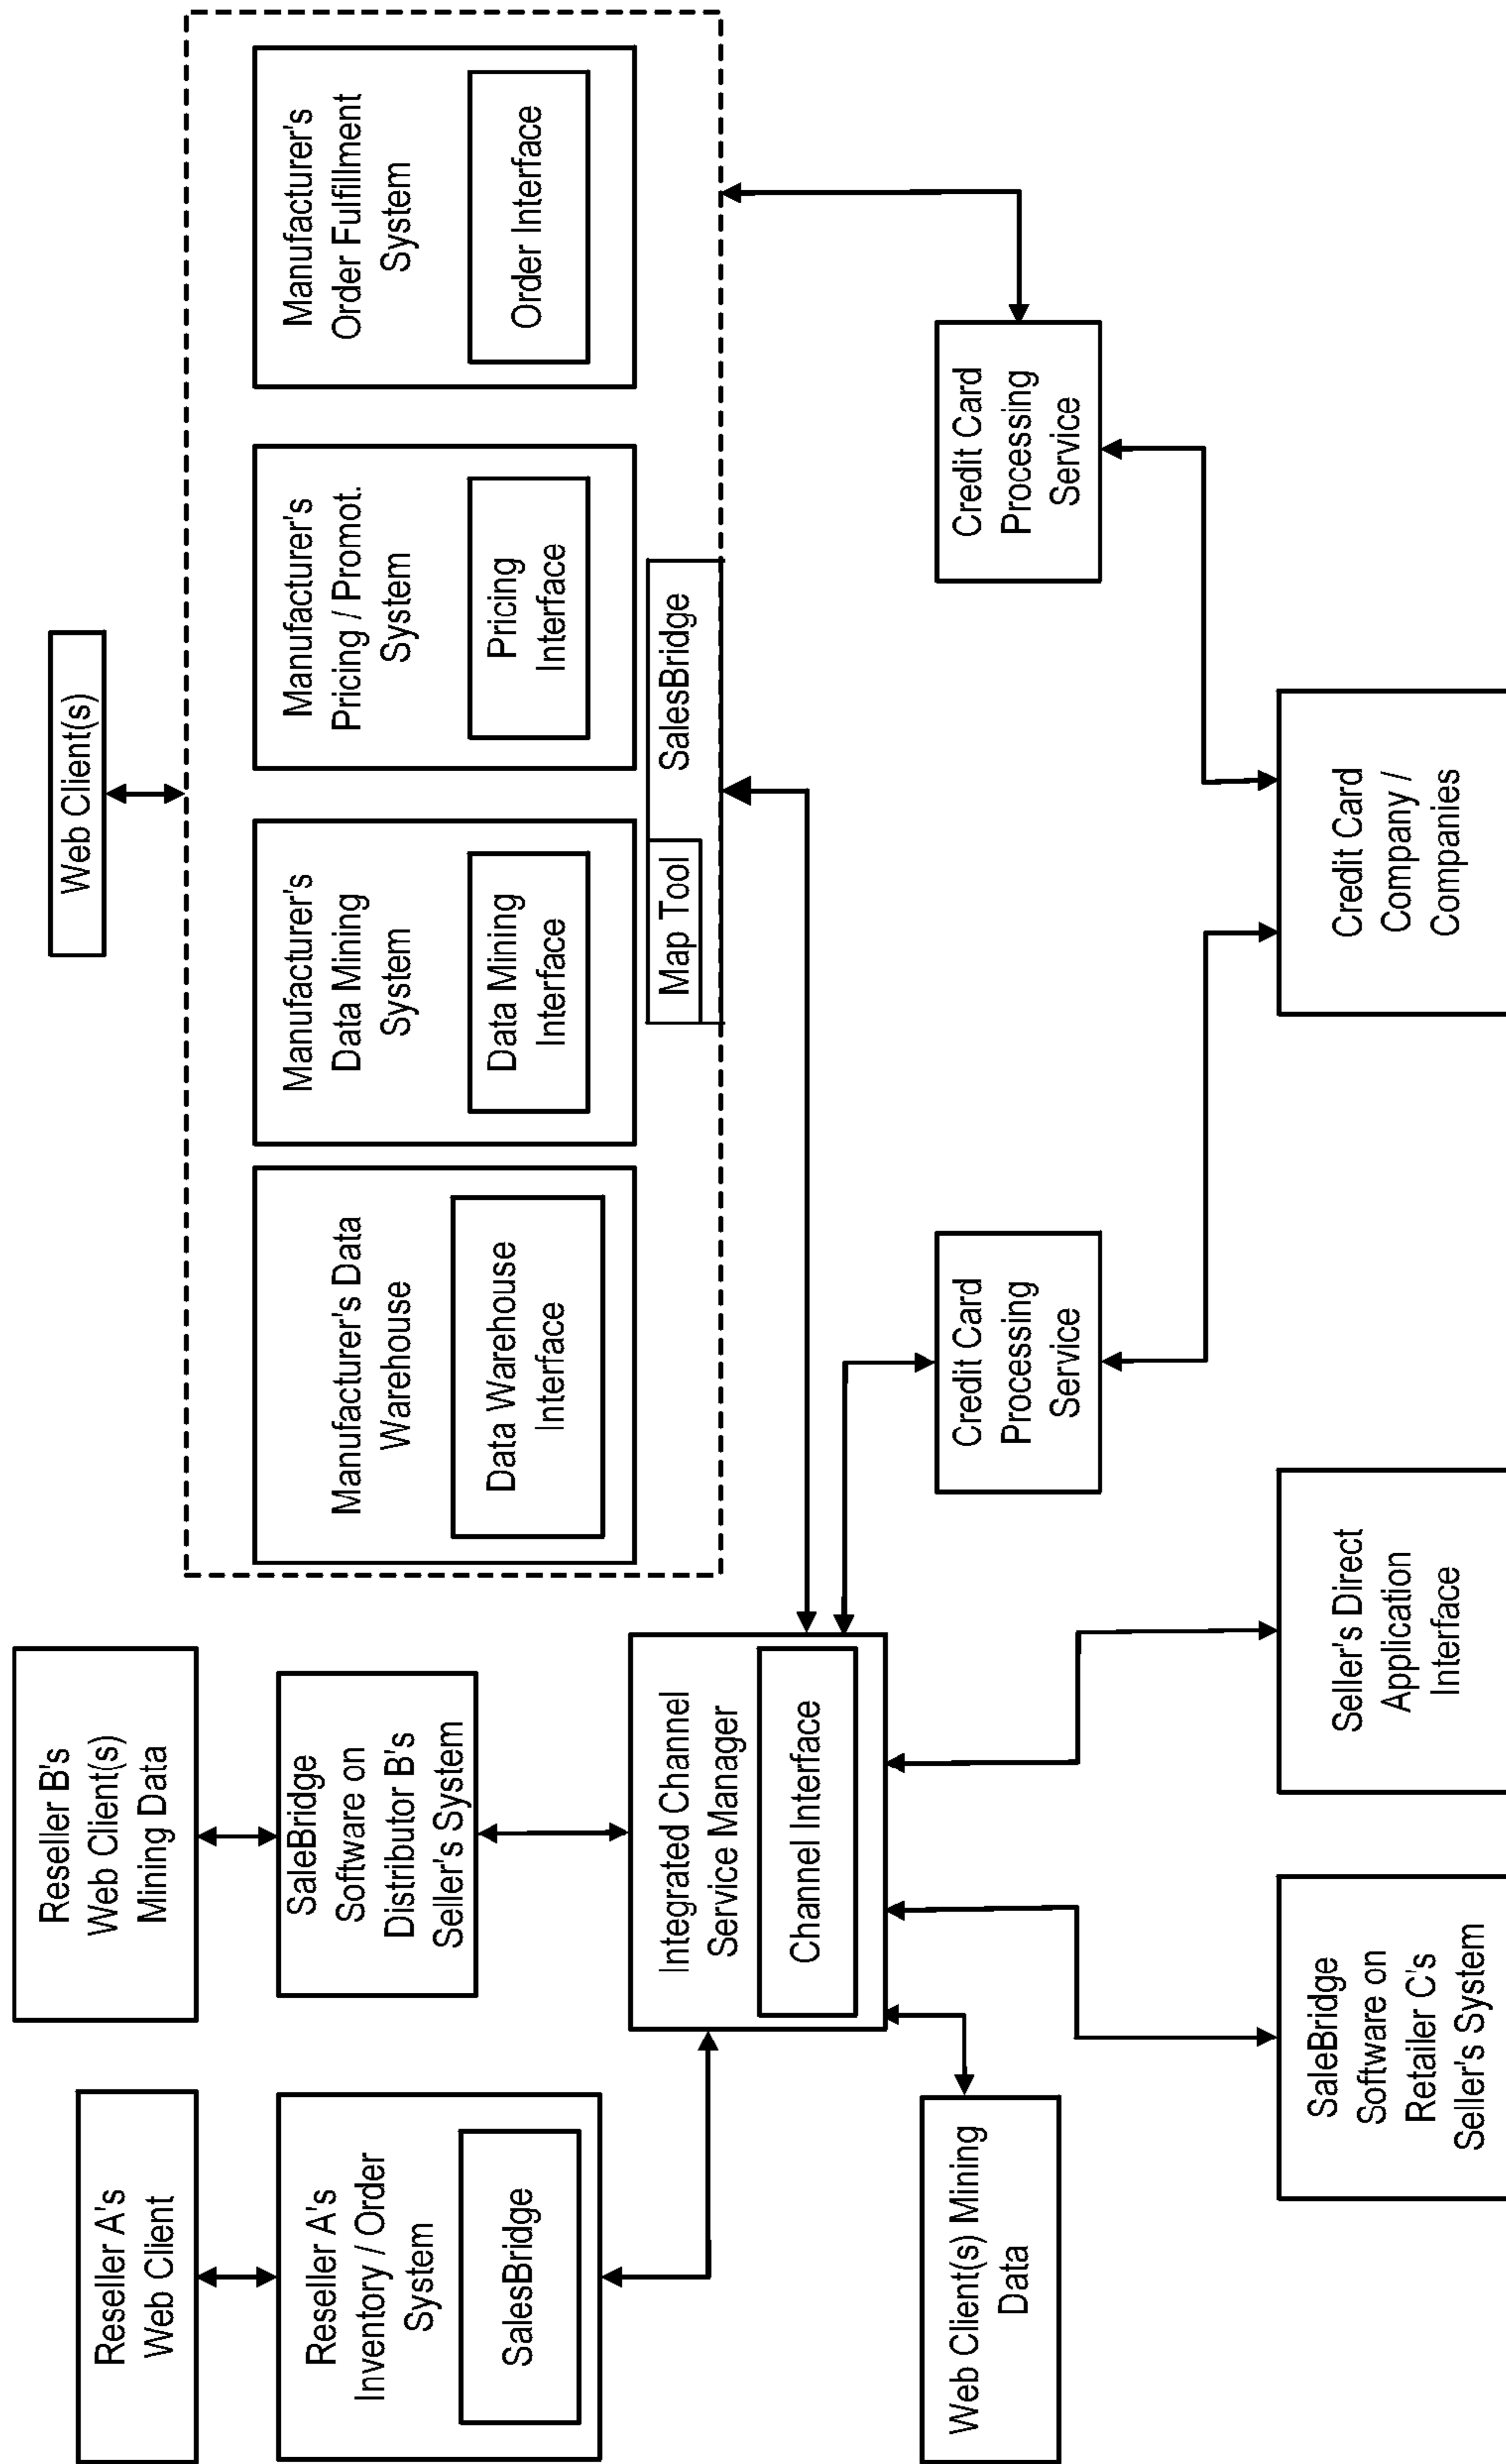 Reseller A's
Web Client
Reseller B's
Web Client(s)
Mining Data
Web Client(s)
Reseller A's
Inventory / Order
System
SalesBridge
SaleBridge
Software on
Distributor B's
Seller's System
Manufacturer's Data
Warehouse
Data Warehouse
Interface
Manufacturer's
Data Mining
System
Data Mining
Interface
Manufacturer's
Pricing / Promot.
System
Pricing
Interface
Manufacturer's
Order Fulfillment
System
Order Interface
Map Tool
SalesBridge
Integrated Channel
Service Manager
Channel Interface
Web Client(s) Mining
Data
Credit Card
Processing
Service
Credit Card
Processing
Service
SaleBridge
Software on
Retailer C's
Seller's System
Seller's Direct
Application
Interface
Credit Card
Company /
Companies